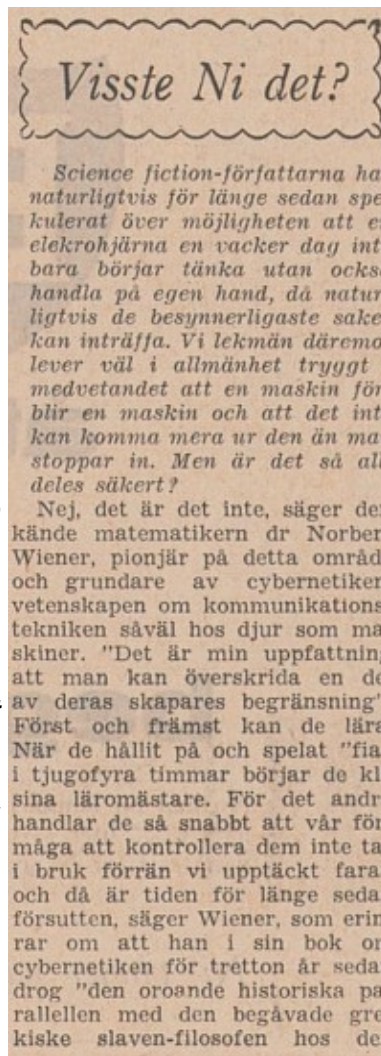 Visste Ni det?
Science fiction-författarna ha
naturligtvis för länge sedan spe
kulerat över möjligheten att e
elekrohjärna en vacker dag int
bara börjar tänka utan ocks
handla på egen hand, då natur
ligtvis de besynnerligaste sake
kan inträffa. Vi lekmän däremo
lever väl i allmänhet tryggt
medvetandet att en maskin för
blir en maskin och att det int
kan komma mera ur den än ma
stoppar in. Men är det så all
deles säkert?
Nej, det är det inte, säger de
kände matematikern dr Norber
Wiener, pionjär på detta områd
och grundare av cybernetiken
vetenskapen om kommunikations
tekniken såväl hos djur som ma
skiner. "Det är min uppfattning
att man kan överskrida en de
av deras skapares begränsning"
Först och främst kan de lära
När de hållit på och spelat "fia
i tjugofyra timmar börjar de kl
sina läromästare. För det andr
handlar de så snabbt att vår för
måga att kontrollera dem inte ta
i bruk förrän vi upptäckt fara
och då är tiden för länge seda
försutten, säger Wiener, som erin
rar om att han i sin bok om
cybernetiken för tretton år seda
drog "den oroande historiska pa
rallellen med den begåvade gre
kiske slaven-filosofen hos de